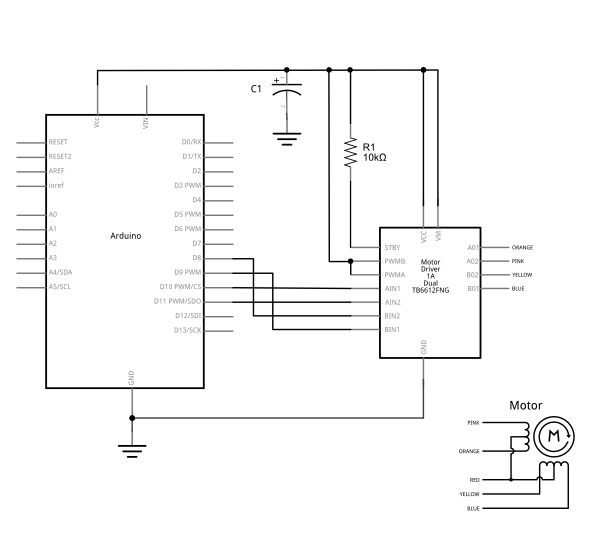 Vcc
VIN
C1
+
1
2
RESET
RESET2
AREF
ioref
A0
A1
A2
A3
A4/SDA
A5/SCL
Arduino
D0/RX
D1/TX
D2
D3 PWM
D4
D5 PWM
D6 PWM
D7
D8
D9 PWM
D10 PWM/CS
D11 PWM/SDO
D12/SDI
D13/SCK
GND
R1
10kΩ
VCC
VM
STBY
PWMB
PWMA
AIN1
AIN2
BIN2
BIN1
Motor
Driver
1A
Dual
TB6612FNG
A01
A02
B02
B01
ORANGE
PINK
YELLOW
BLUE
GND
Motor
PINK
ORANGE
RED
YELLOW
BLUE
M